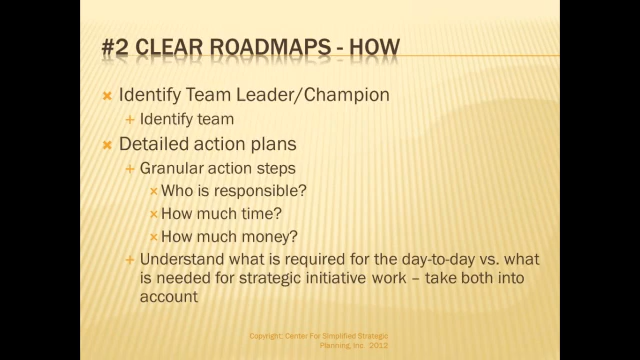 #2 CLEAR ROADMAPS - HOW
Identify Team Leader/Champion
Identify team
Detailed action plans
Granular action steps
Who is responsible?
How much time?
How much money?
Understand what is required for the day-to-day vs. what
is needed for strategic initiative work – take both into
account
Copyright, Center For Simplified Strategic
Planning, Inc 2012